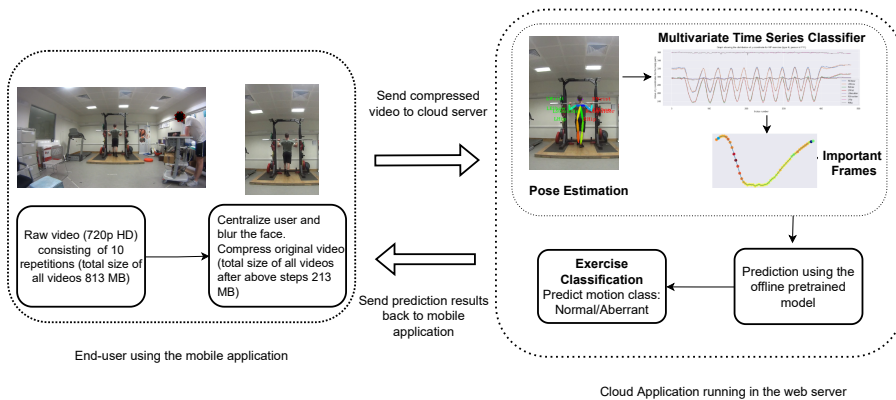 Raw video (720p HD)
consisting of 10
repetitions (total size of
all videos 813 MB)
Centralize user and
blur the face.
Compress original video
(total size of all videos
after above steps 213
MB)
End-user using the mobile application
Send compressed
video to cloud server
Send prediction results
back to mobile
application
Multivariate Time Series Classifier
Pose Estimation
Important
Frames
Prediction using the
offline pretrained
model
Exercise
Classification
Predict motion class:
Normal/Aberrant
Cloud Application running in the web server